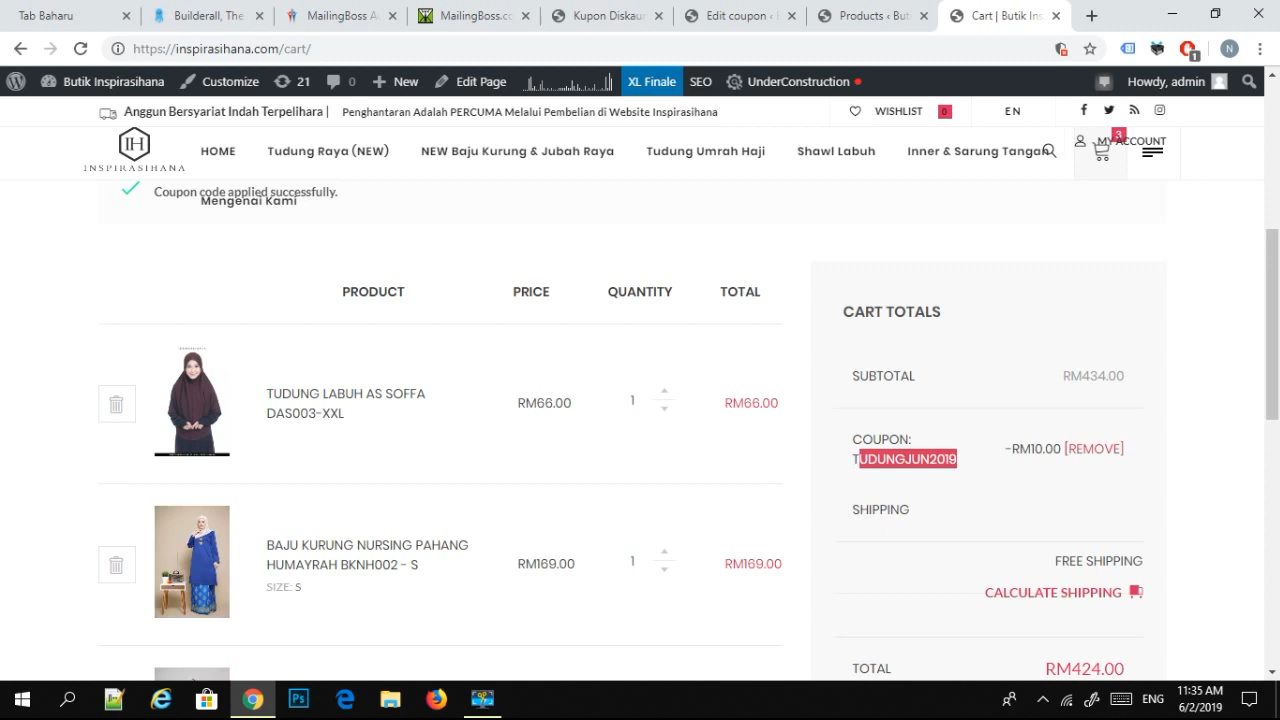 Tab Baharu
Builderall, The
MailingBoss A
MailingBoss.co
Kupon Diskaun
Edit coupon ‹ B
Products ‹ Buti
Cart | Butik Ins
https://inspirasihana.com/cart/
1
N
Butik Inspirasihana
Customize
21
0
New
Edit Page
XL Finale
SEO
UnderConstruction
Howdy, admin
Anggun Bersyariat Indah Terpelihara |
Penghantaran Adalah PERCUMA Melalui Pembelian di Website Inspirasihana
WISHLIST
0
EN
IH
INSPIRASIHANA
HOME
Tudung Raya (NEW)
NEW Baju Kurung & Jubah Raya
Tudung Umrah Haji
Shawl Labuh
Inner & Sarung Tangan
MY ACCOUNT
3
Coupon code applied successfully.
Mengenai Kami
PRODUCT
PRICE
QUANTITY
TOTAL
TUDUNG LABUH AS SOFFA
DAS003-XXL
RM66.00
1
RM66.00
BAJU KURUNG NURSING PAHANG
HUMAYRAH BKNH002 - S
SIZE: S
RM169.00
1
RM169.00
CART TOTALS
SUBTOTAL
RM434.00
COUPON:
TUDUNGJUN2019
-RM10.00 [REMOVE]
SHIPPING
FREE SHIPPING
CALCULATE SHIPPING
TOTAL
RM424.00
ENG
11:35 AM
6/2/2019